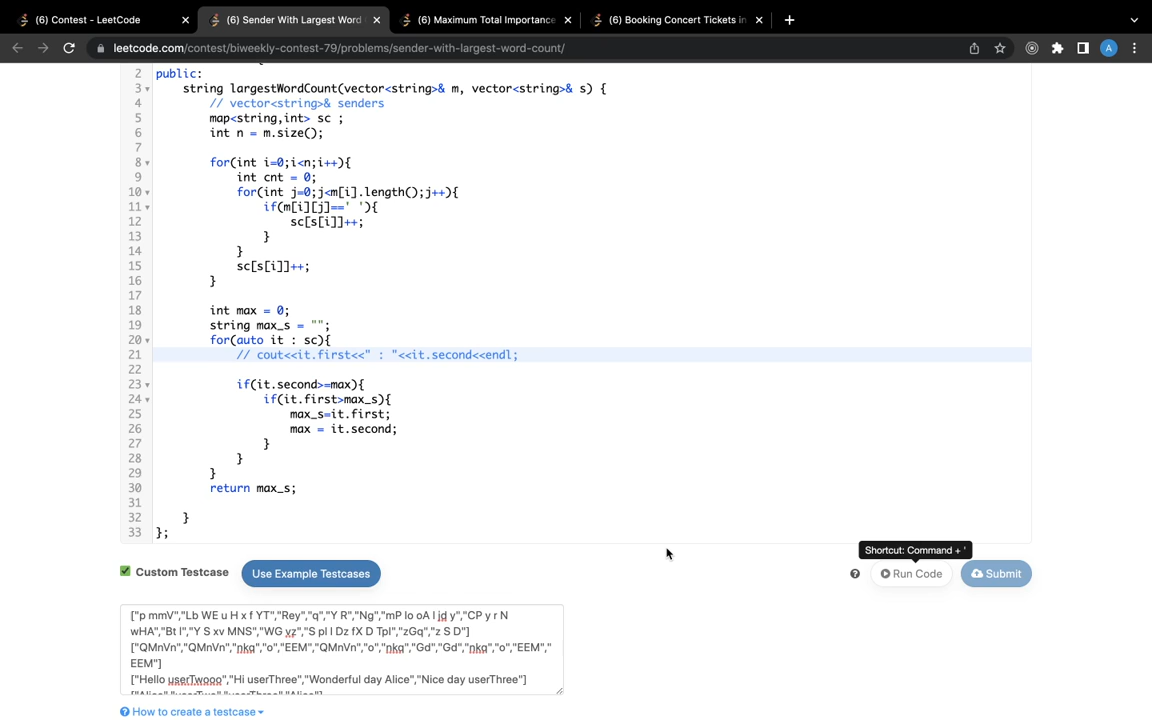 (6) Contest - LeetCode
(6) Sender With Largest Word
(6) Maximum Total Importance
(6) Booking Concert Tickets in
leetcode.com/contest/biweekly-contest-79/problems/sender-with-largest-word-count/
A
2 public:
3 string largestWordCount(vector<string>& m, vector<string>& s) {
4 // vector<string>& senders
5 map<string,int> sc ;
6 int n = m.size();
7
8 for(int i=0;i<n;i++){
9 int cnt = 0;
10 for(int j=0;j<m[i].length();j++){
11 if(m[i][j]==' '){
12 sc[s[i]]++;
13 }
14 }
15 sc[s[i]]++;
16 }
17
18 int max = 0;
19 string max_s = "";
20 for(auto it : sc){
21 // cout<<it.first<<" : "<<it.second<<endl;
22
23 if(it.second>=max){
24 if(it.first>max_s){
25 max_s=it.first;
26 max = it.second;
27 }
28 }
29 }
30 return max_s;
31
32 }
33 };
Shortcut: Command + '
Custom Testcase
Use Example Testcases
Run Code
Submit
["p mmV","Lb WE u H x f YT","Rey","q","Y R","Ng","mP lo oA l jd y","CP y r N
wHA","Bt l","Y S xv MNS","WG yz","S pl l Dz fX D Tpl","zGq","z S D"]
["QMnVn","QMnVn","nkq","o","EEM","QMnVn","o","nkq","Gd","Gd","nkq","o","EEM","
EEM"]
["Hello userTwooo","Hi userThree","Wonderful day Alice","Nice day userThree"]
["Alice","userTwo","userThree","Alice"]
How to create a testcase